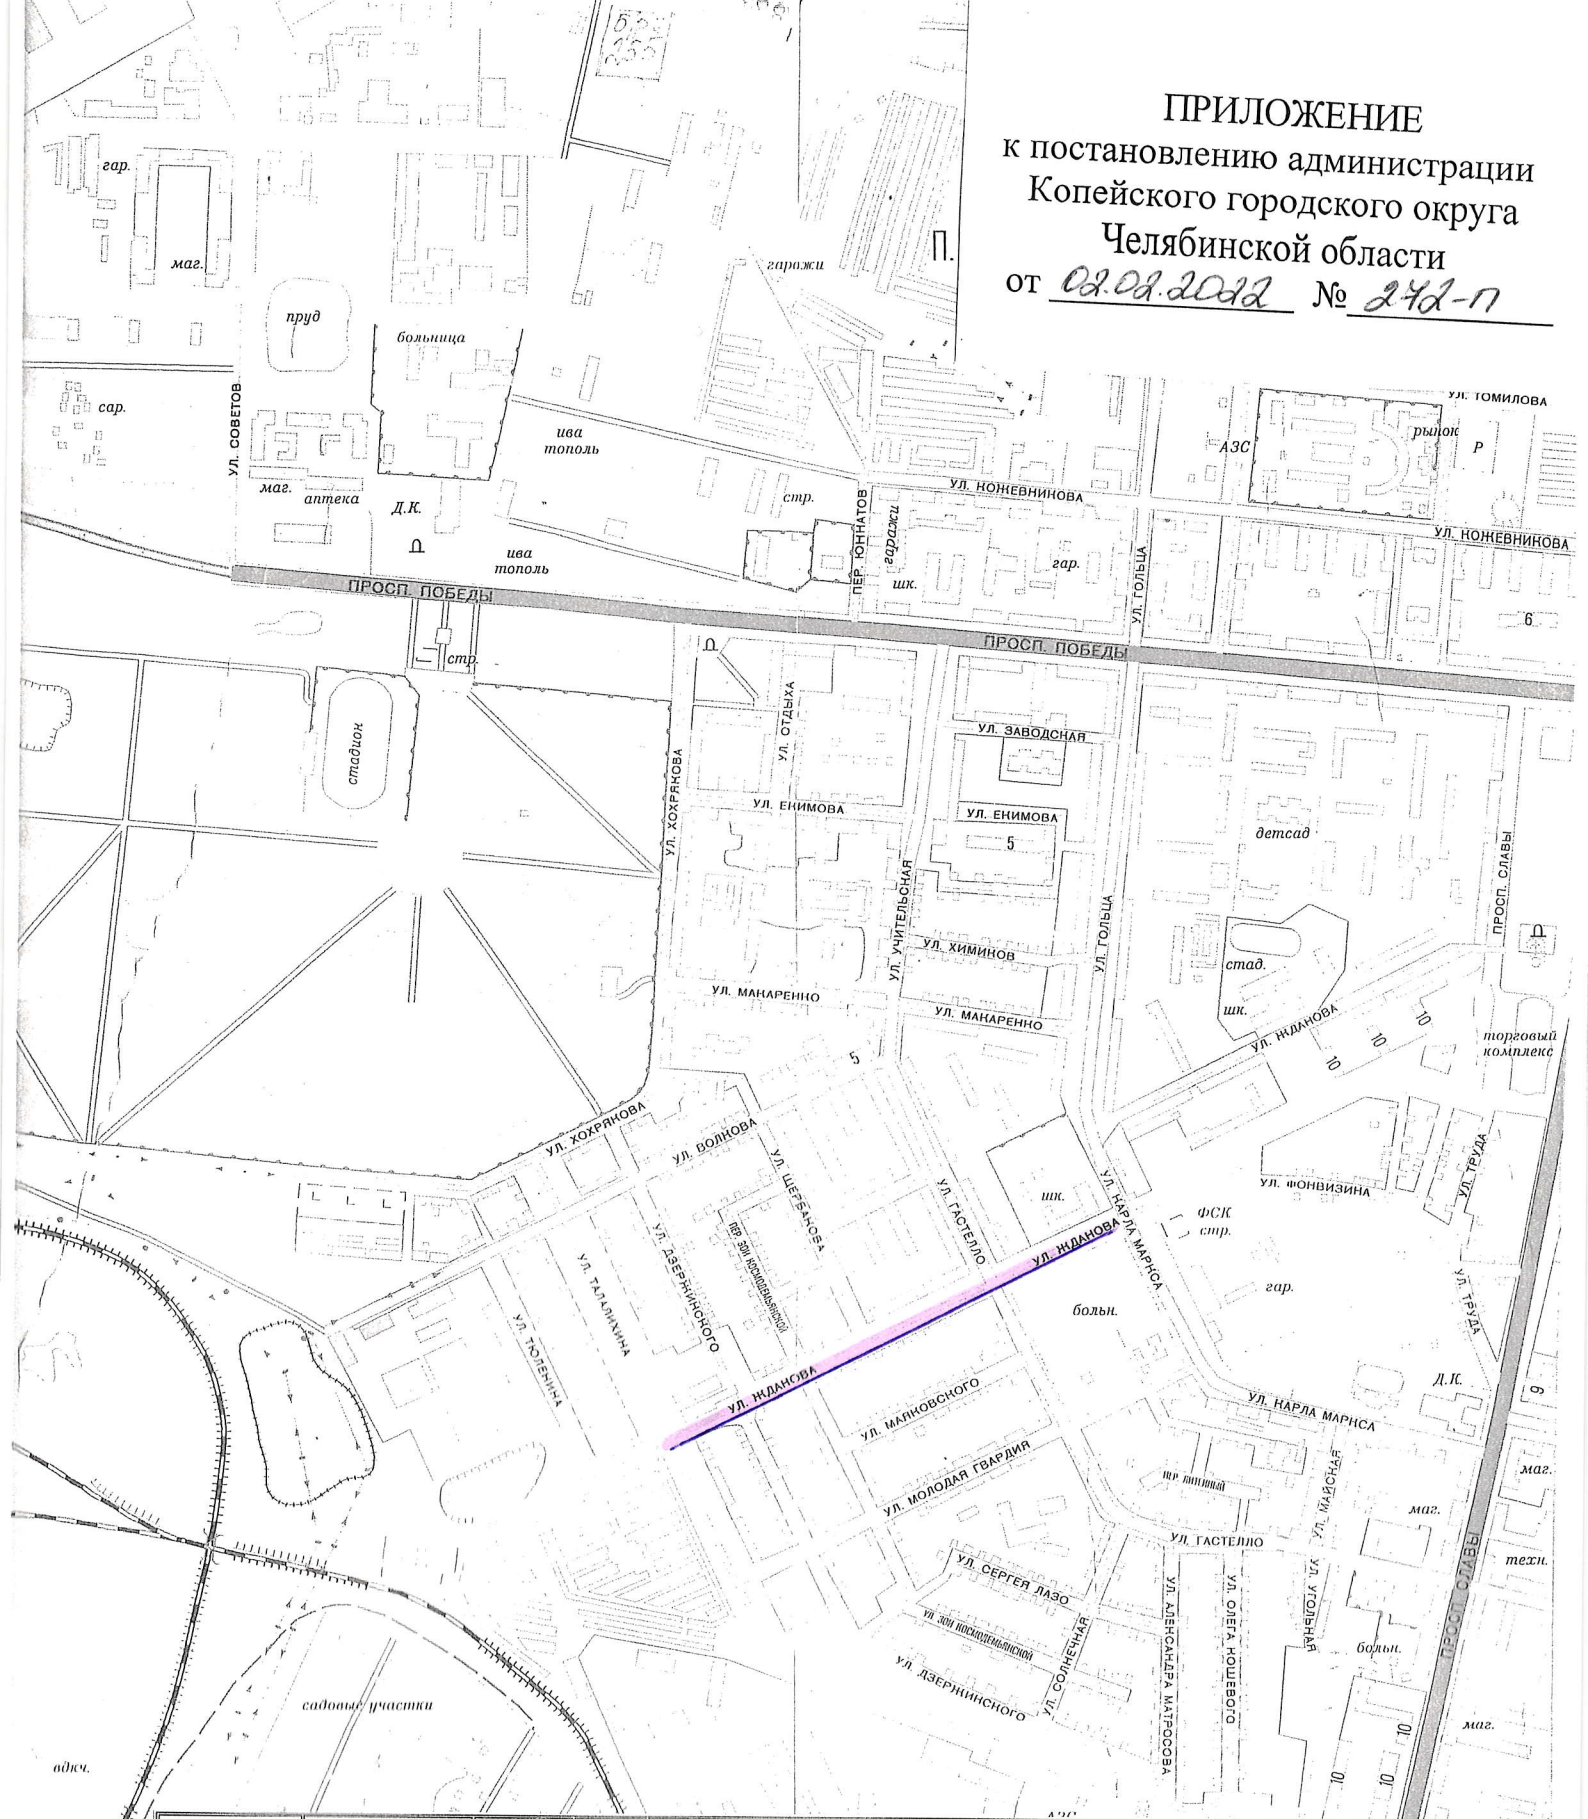 ПРИЛОЖЕНИЕ
к постановлению администрации
Копейского городского округа
Челябинской области
от 02.02.2022 № 272-п
П.
гар.
маг.
гаражи
пруд
больница
сар.
УЛ. СОВЕТОВ
ива
тополь
маг.
аптека
Д.К.
стр.
ива
тополь
УЛ. ТОМИЛОВА
рынок
Р
АЗС
УЛ. КОЖЕВНИКОВА
УЛ. КОЖЕВНИКОВА
ПЕР. ЮННАТОВ
гаражи
шк.
гар.
УЛ. ГОЛЬЦА
6
ПРОСП. ПОБЕДЫ
ПРОСП. ПОБЕДЫ
стр.
стадион
УЛ. ОТДЫХА
УЛ. ХОХРЯКОВА
УЛ. ЗАВОДСКАЯ
УЛ. ЕКИМОВА
УЛ. ЕКИМОВА
5
детсад
ПРОСП. СЛАВЫ
УЛ. УЧИТЕЛЬСКАЯ
УЛ. ГОЛЬЦА
УЛ. ХИМИКОВ
стад.
шк.
УЛ. МАКАРЕНКО
УЛ. МАКАРЕНКО
УЛ. ЖДАНОВА
10
10
10
торговый
комплекс
5
УЛ. ХОХРЯКОВА
УЛ. ВОЛКОВА
УЛ. ЩЕРБАКОВА
УЛ. ГАСТЕЛЛО
шк.
УЛ. КАРЛА МАРКСА
УЛ. ФОНВИЗИНА
УЛ. ТРУДА
ФСК
стр.
УЛ. ЖДАНОВА
УЛ. ДЗЕРЖИНСКОГО
ПЕР. ЗОИ КОСМОДЕМЬЯНСКОЙ
УЛ. ТАЛАЛИХИНА
УЛ. ТЮЛЕНИНА
гар.
больн.
УЛ. ТРУДА
УЛ. ЖДАНОВА
УЛ. МАЯКОВСКОГО
УЛ. КАРЛА МАРКСА
Д.К.
9
УЛ. МОЛОДАЯ ГВАРДИЯ
УЛ. МАЙСКАЯ
маг.
маг.
УЛ. ГАСТЕЛЛО
техн.
УЛ. СЕРГЕЯ ЛАЗО
УЛ. ЗОИ КОСМОДЕМЬЯНСКОЙ
УЛ. ДЗЕРЖИНСКОГО
УЛ. СОЛНЕЧНАЯ
УЛ. АЛЕКСАНДРА МАТРОСОВА
УЛ. ОЛЕГА КОШЕВОГО
УЛ. УГОЛЬНАЯ
больн.
ПРОСП. СЛАВЫ
садовые участки
вдкч.
маг.
10
10
10